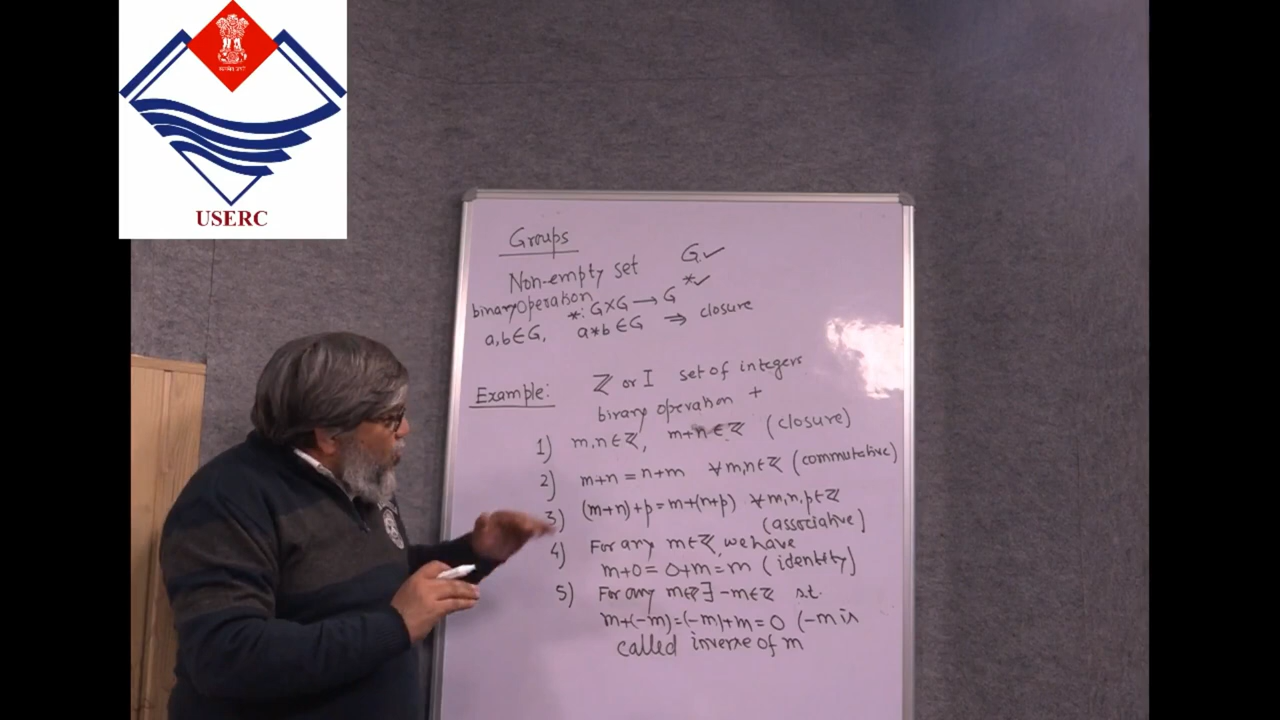 USERC
Groups
Non-empty set G ✓
binary operation * ✓
*: G×G → G
a,b∈G, a*b∈G ⇒ closure
Example: ℤ or I set of integers
binary operation +
1) m,n∈ℤ, m+n∈ℤ (closure)
2) m+n = n+m ∀m,n∈ℤ (commutative)
3) (m+n)+p = m+(n+p) ∀m,n,p∈ℤ
(associative)
4) For any m∈ℤ, we have
m+0 = 0+m = m (identity)
5) For any m∈ℤ ∃ -m∈ℤ s.t.
m+(-m)=(-m)+m=0 (-m is
called inverse of m